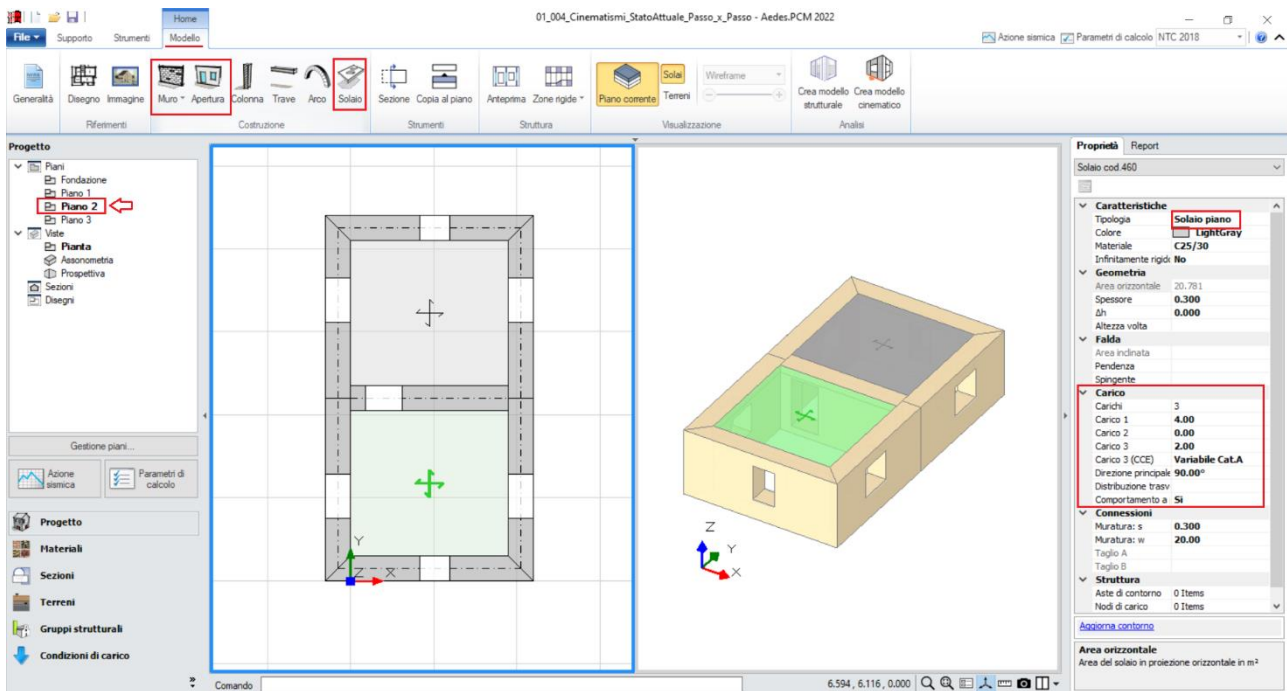 Home
01_004_Cinematismi_StatoAttuale_Passo_x_Passo - Aedes.PCM 2022
File Supporto Strumenti Modello
Azione sismica Parametri di calcolo NTC 2018
Generalità Disegno Immagine Muro Apertura Colonna Trave Arco Solaio Sezione Copia al piano Anteprima Zone rigide Piano corrente Solai Terreni Wireframe Crea modello strutturale Crea modello cinematico
Riferimenti Costruzione Strumenti Struttura Visualizzazione Analisi
Progetto
Piani
Fondazione
Piano 1
Piano 2
Piano 3
Viste
Pianta
Assonometria
Prospettiva
Sezioni
Disegni
Gestione piani...
Azione sismica
Parametri di calcolo
Progetto
Materiali
Sezioni
Terreni
Gruppi strutturali
Condizioni di carico
Y
Z X
Z
Y
X
Comando
6.594 , 6.116 , 0.000
Proprietà Report
Solaio cod.460
Caratteristiche
Tipologia Solaio piano
Colore LightGray
Materiale C25/30
Infinitamente rigido No
Geometria
Area orizzontale 20.781
Spessore 0.300
Δh 0.000
Altezza volta
Falda
Area inclinata
Pendenza
Spingente
Carico
Carichi 3
Carico 1 4.00
Carico 2 0.00
Carico 3 2.00
Carico 3 (CCE) Variabile Cat.A
Direzione principale 90.00°
Distribuzione trasv
Comportamento a Sì
Connessioni
Muratura: s 0.300
Muratura: w 20.00
Taglio A
Taglio B
Struttura
Aste di contorno 0 Items
Nodi di carico 0 Items
Aggiorna contorno
Area orizzontale
Area del solaio in proiezione orizzontale in m²